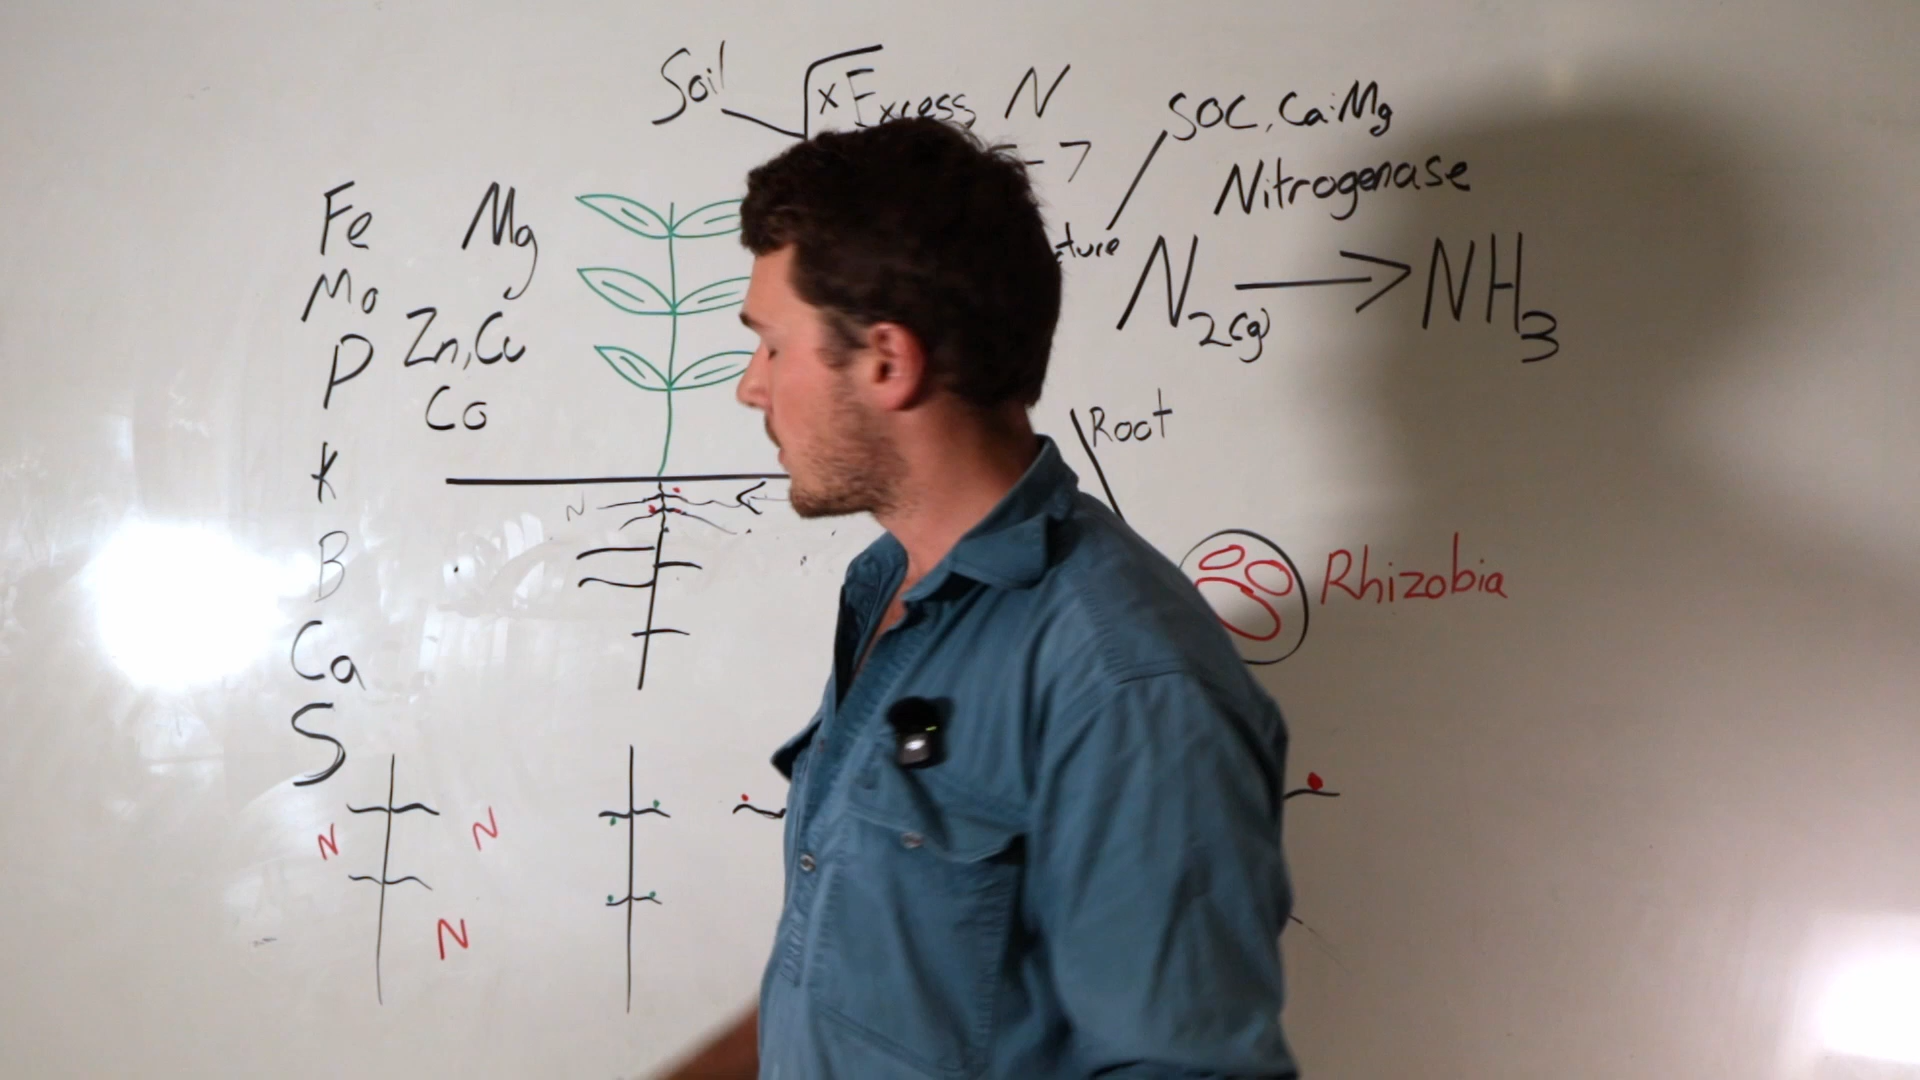 Soil
x Excess N
- 7
SOC, Ca:Mg
Nitrogenase
N2(g) → NH3
Fe Mg
Mo
Zn, Cu
P
Co
K
B
Ca
S
Root
Rhizobia
N
N N
N